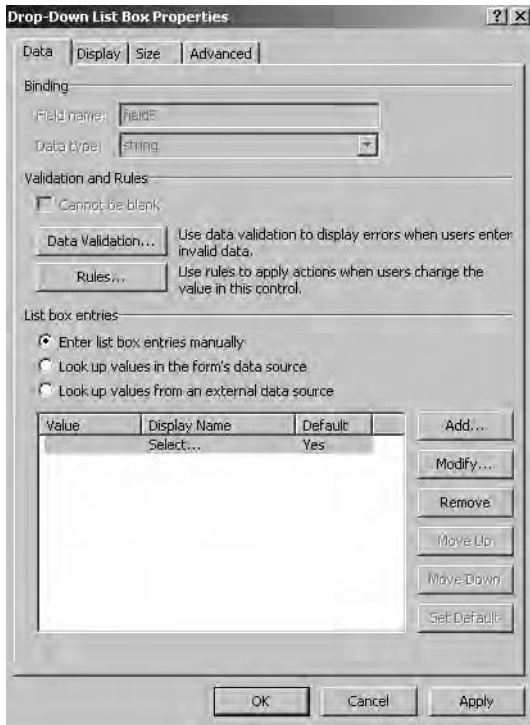 Drop-Down List Box Properties
Data Display Size Advanced
Binding
Field name: field5
Data type: string
Validation and Rules
Cannot be blank
Data Validation... Use data validation to display errors when users enter
invalid data.
Rules... Use rules to apply actions when users change the
value in this control.
List box entries
Enter list box entries manually
Look up values in the form's data source
Look up values from an external data source
Value Display Name Default
Select... Yes
Add...
Modify...
Remove
Move Up
Move Down
Set Default
OK Cancel Apply